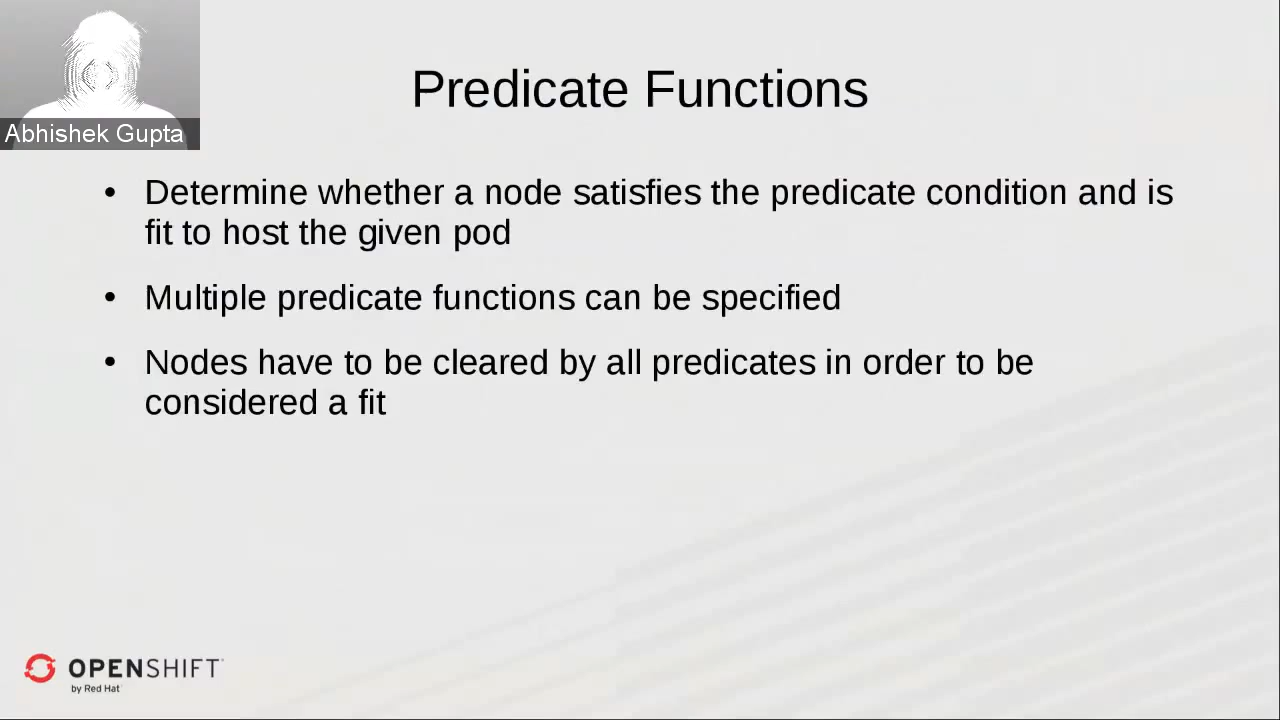 Abhishek Gupta
Predicate Functions
• Determine whether a node satisfies the predicate condition and is
fit to host the given pod
• Multiple predicate functions can be specified
• Nodes have to be cleared by all predicates in order to be
considered a fit
OPENSHIFT
by Red Hat